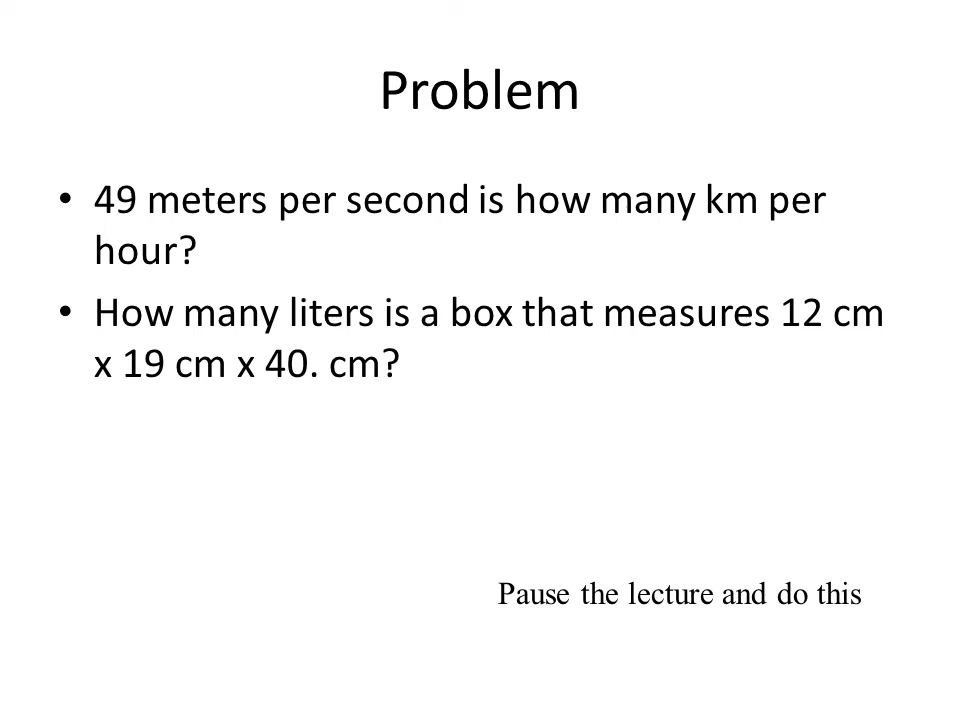 Problem
• 49 meters per second is how many km per
hour?
• How many liters is a box that measures 12 cm
x 19 cm x 40. cm?
Pause the lecture and do this